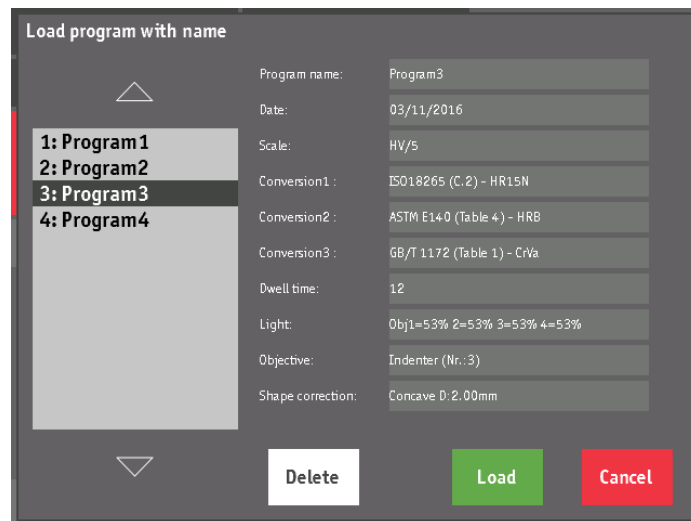 Load program with name
1: Program1
2: Program2
3: Program3
4: Program4
Program name: Program3
Date: 03/11/2016
Scale: HV/5
Conversion1 : ISO18265 (C.2) - HR15N
Conversion2 : ASTM E140 (Table 4) - HRB
Conversion3 : GB/T 1172 (Table 1) - CrVa
Dwell time: 12
Light: Obj1=53% 2=53% 3=53% 4=53%
Objective: Indenter (Nr.:3)
Shape correction: Concave D:2.00mm
Delete Load Cancel